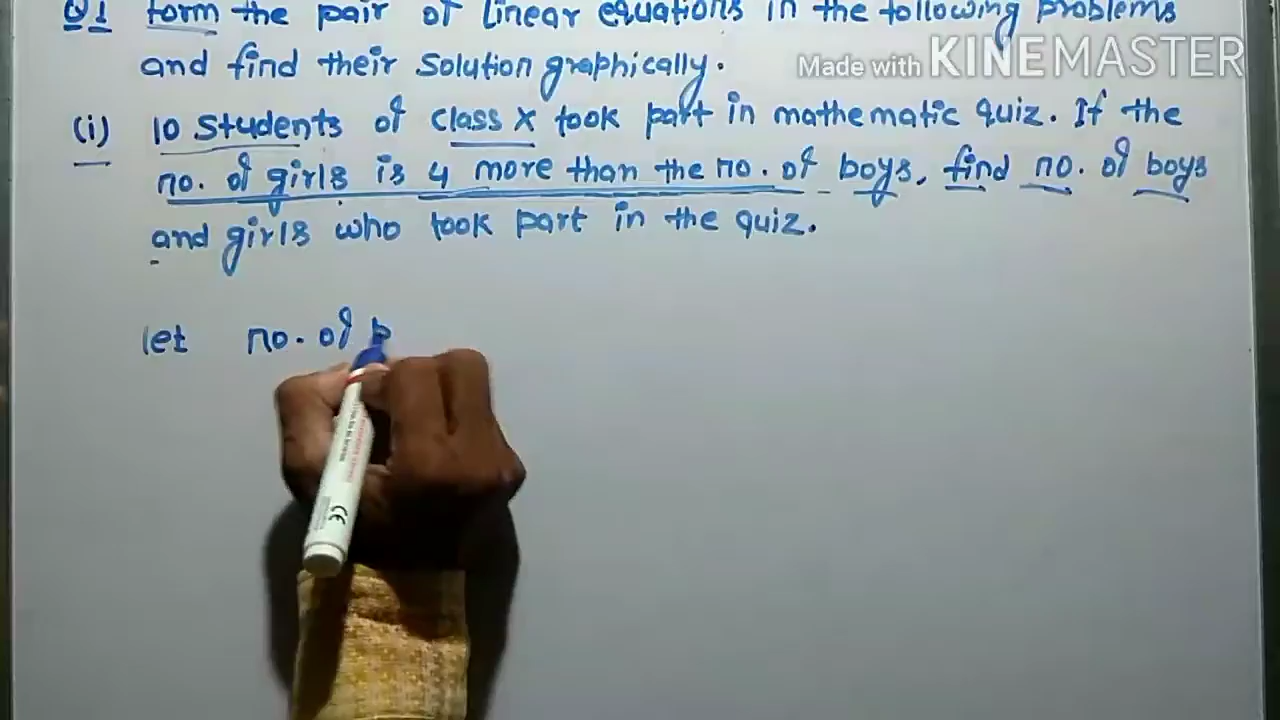 Q1 form the pair of linear equations in the following problems
and find their solution graphically.
Made with KINEMASTER
(i) 10 students of class X took part in mathematic quiz. If the
no. of girls is 4 more than the no. of boys, find no. of boys
and girls who took part in the quiz.
let no. of b
CE